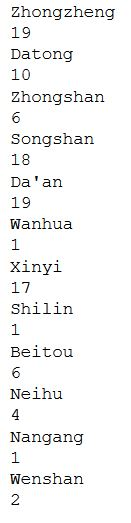 Zhongzheng
19
Datong
10
Zhongshan
6
Songshan
18
Da'an
19
Wanhua
1
Xinyi
17
Shilin
1
Beitou
6
Neihu
4
Nangang
1
Wenshan
2